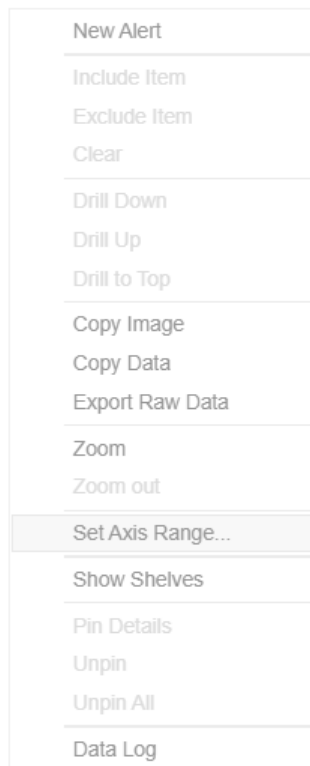 New Alert
Include Item
Exclude Item
Clear
Drill Down
Drill Up
Drill to Top
Copy Image
Copy Data
Export Raw Data
Zoom
Zoom out
Set Axis Range...
Show Shelves
Pin Details
Unpin
Unpin All
Data Log